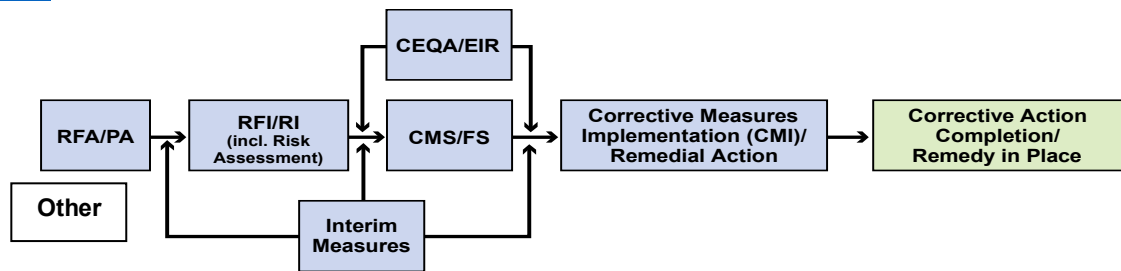 CEQA/EIR
RFA/PA
RFI/RI
(incl. Risk
Assessment)
CMS/FS
Corrective Measures
Implementation (CMI)/
Remedial Action
Corrective Action
Completion/
Remedy in Place
Other
Interim
Measures